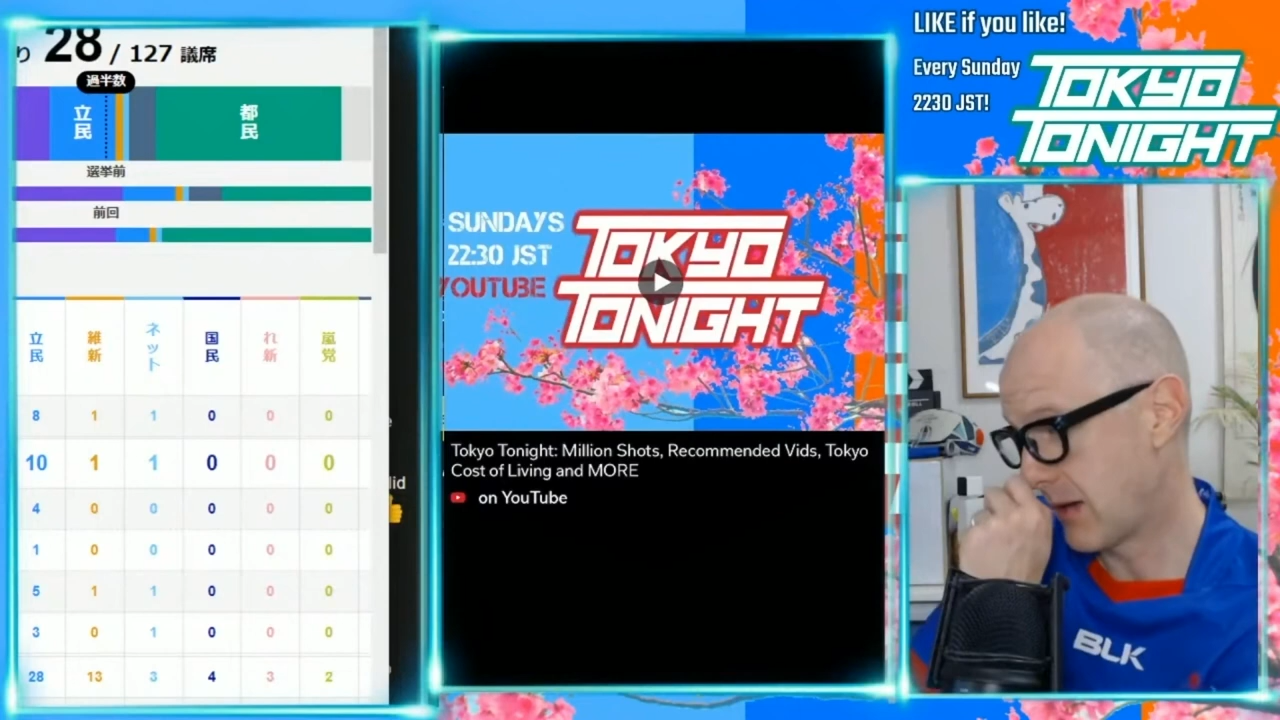 り 28 / 127 議席
過半数
立民
都民
選挙前
前回
立民 維新 ネット 国民 れ新 嵐党
8 1 1 0 0 0
10 1 1 0 0 0
4 0 0 0 0 0
1 0 0 0 0 0
5 1 1 0 0 0
3 0 1 0 0 0
28 13 3 4 3 2
lid
SUNDAYS
22:30 JST
YOUTUBE
TOKYO
TONIGHT
Tokyo Tonight: Million Shots, Recommended Vids, Tokyo
Cost of Living and MORE
on YouTube
LIKE if you like!
Every Sunday
2230 JST!
TOKYO
TONIGHT
BLK